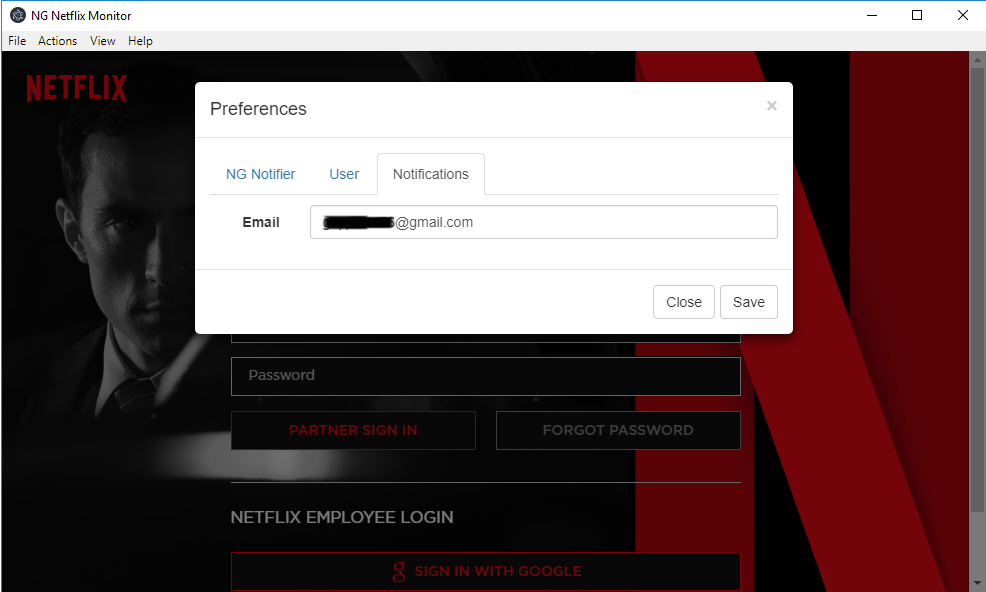 NG Netflix Monitor
File Actions View Help
NETFLIX
Preferences ×
NG Notifier User Notifications
Email @gmail.com
Close Save
Password
PARTNER SIGN IN FORGOT PASSWORD
NETFLIX EMPLOYEE LOGIN
SIGN IN WITH GOOGLE